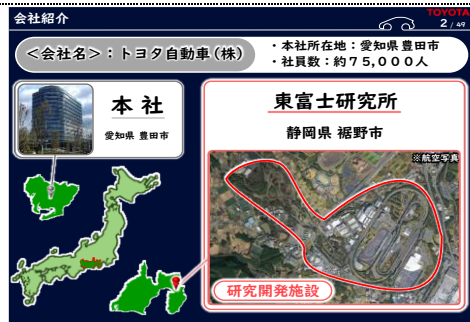 会社紹介
TOYOTA
2 / 49
<会社名>：トヨタ自動車(株)
・本社所在地：愛知県豊田市
・社員数：約７５,０００人
本 社
愛知県 豊田市
東富士研究所
静岡県 裾野市
※航空写真
研究開発施設